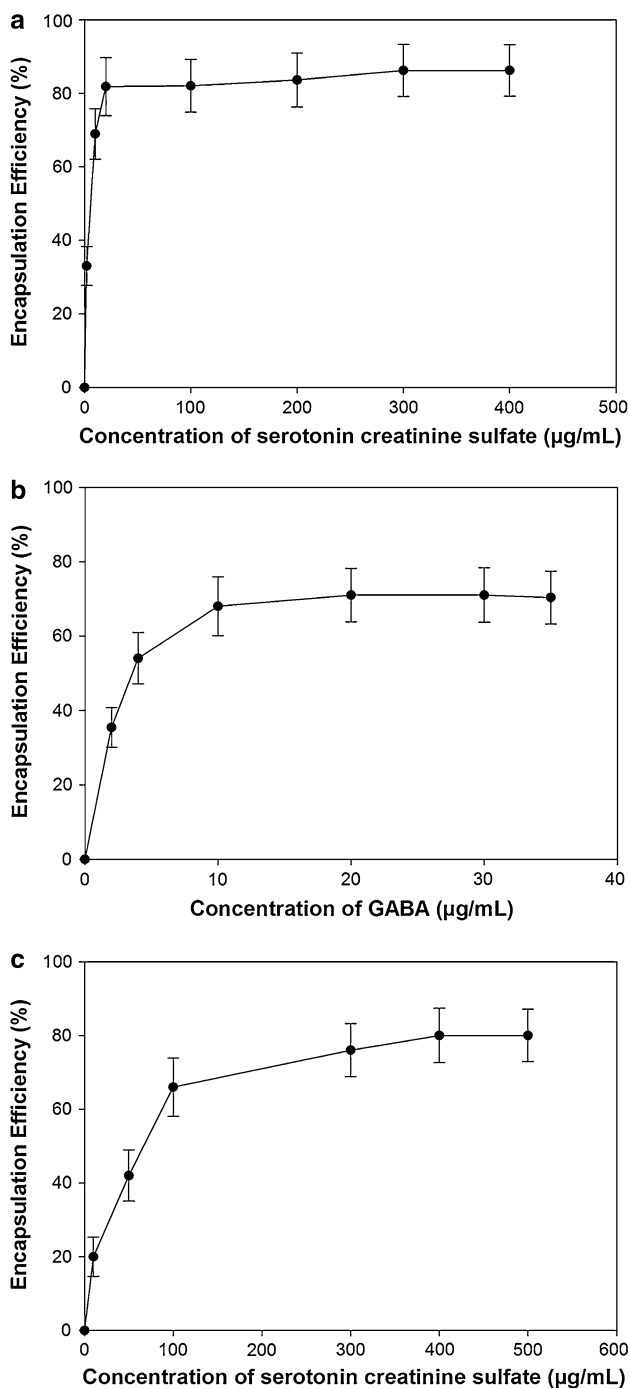 a
100
80
60
40
20
0
Encapsulation Efficiency (%)
0 100 200 300 400 500
Concentration of serotonin creatinine sulfate (µg/mL)
b
100
80
60
40
20
0
Encapsulation Efficiency (%)
0 10 20 30 40
Concentration of GABA (µg/mL)
c
100
80
60
40
20
0
Encapsulation Efficiency (%)
0 100 200 300 400 500 600
Concentration of serotonin creatinine sulfate (µg/mL)